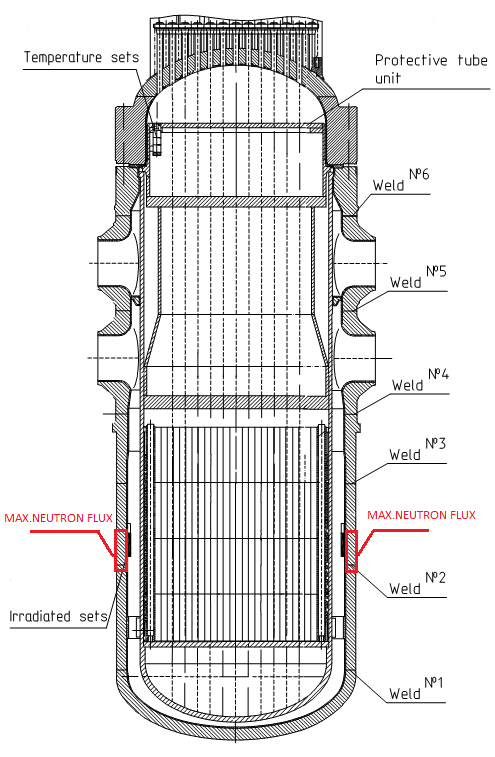 Temperature sets
Protective tube
unit
Weld №6
Weld №5
Weld №4
Weld №3
MAX.NEUTRON FLUX
MAX.NEUTRON FLUX
Weld №2
Irradiated sets
Weld №1